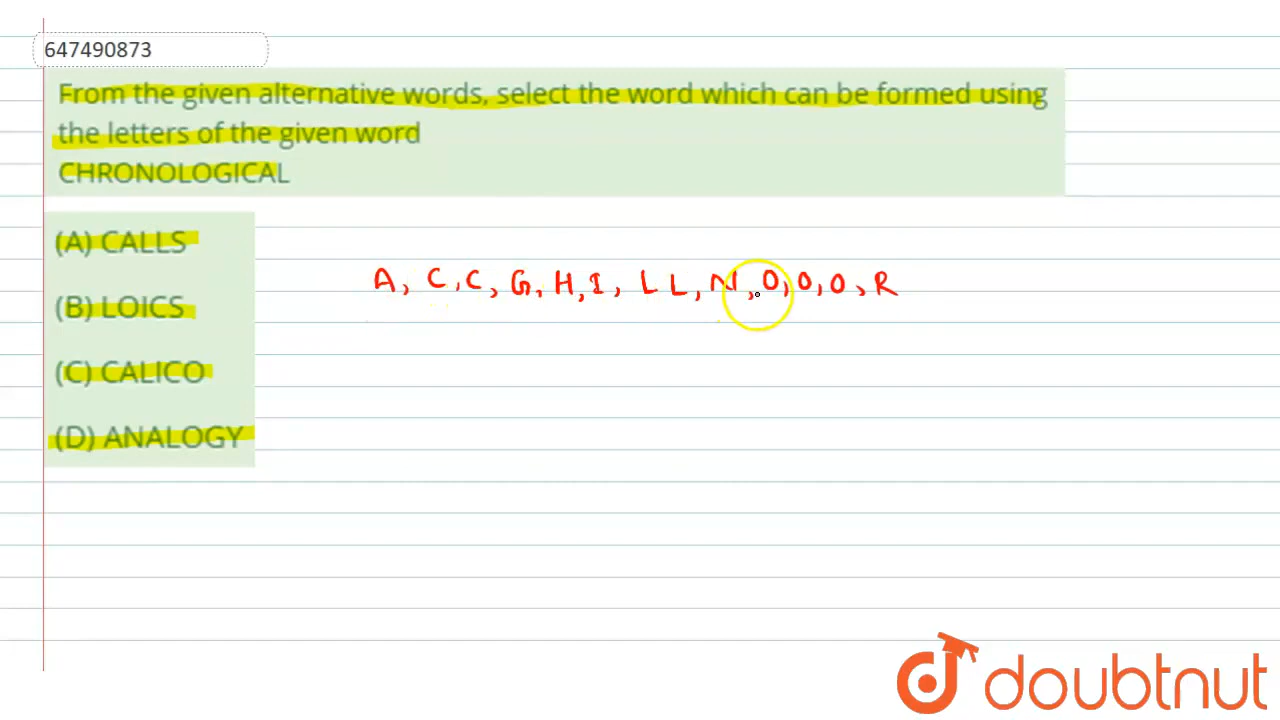 647490873
From the given alternative words, select the word which can be formed using
the letters of the given word
CHRONOLOGICAL
(A) CALLS
(B) LOICS
(C) CALICO
(D) ANALOGY
A, C, C, G, H, I, L L, N, O, O, O, R
doubtnut